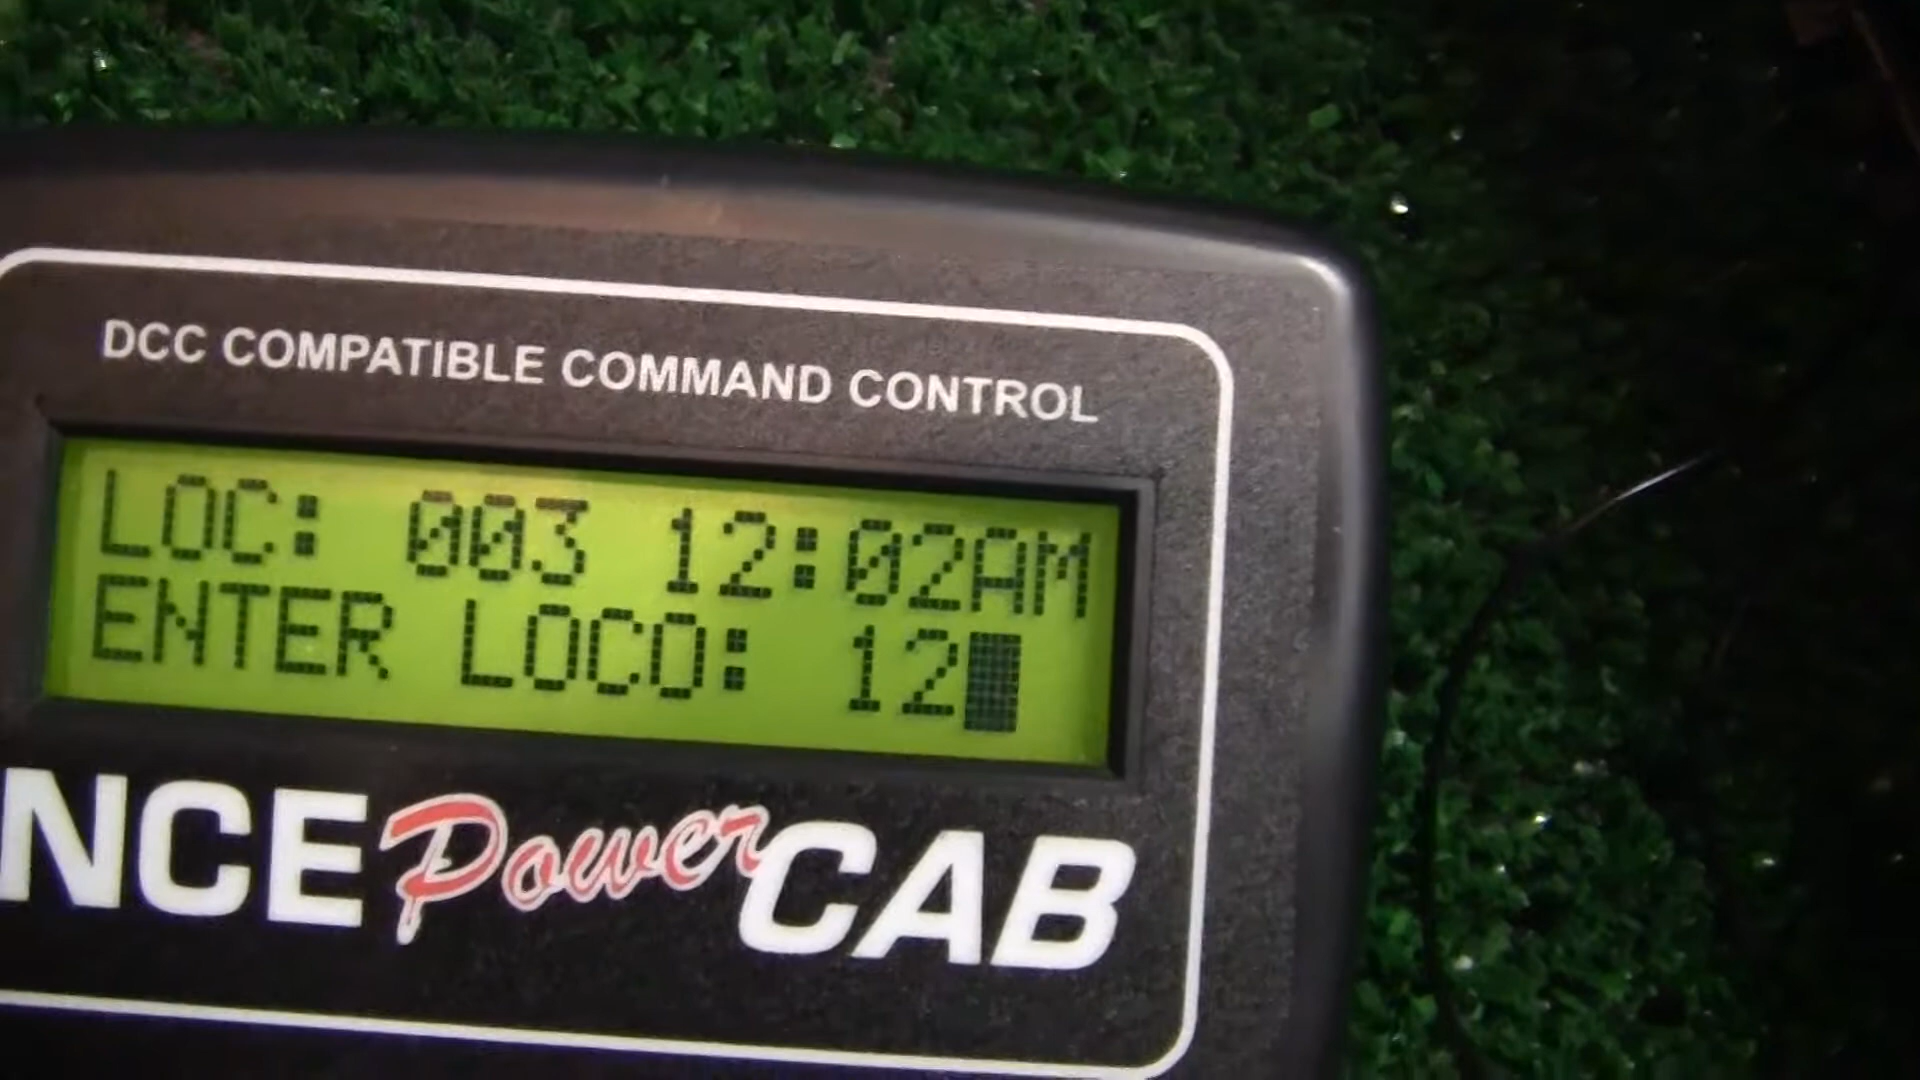 DCC COMPATIBLE COMMAND CONTROL
LOC: 003 12:02AM
ENTER LOCO: 12
NCE Power CAB